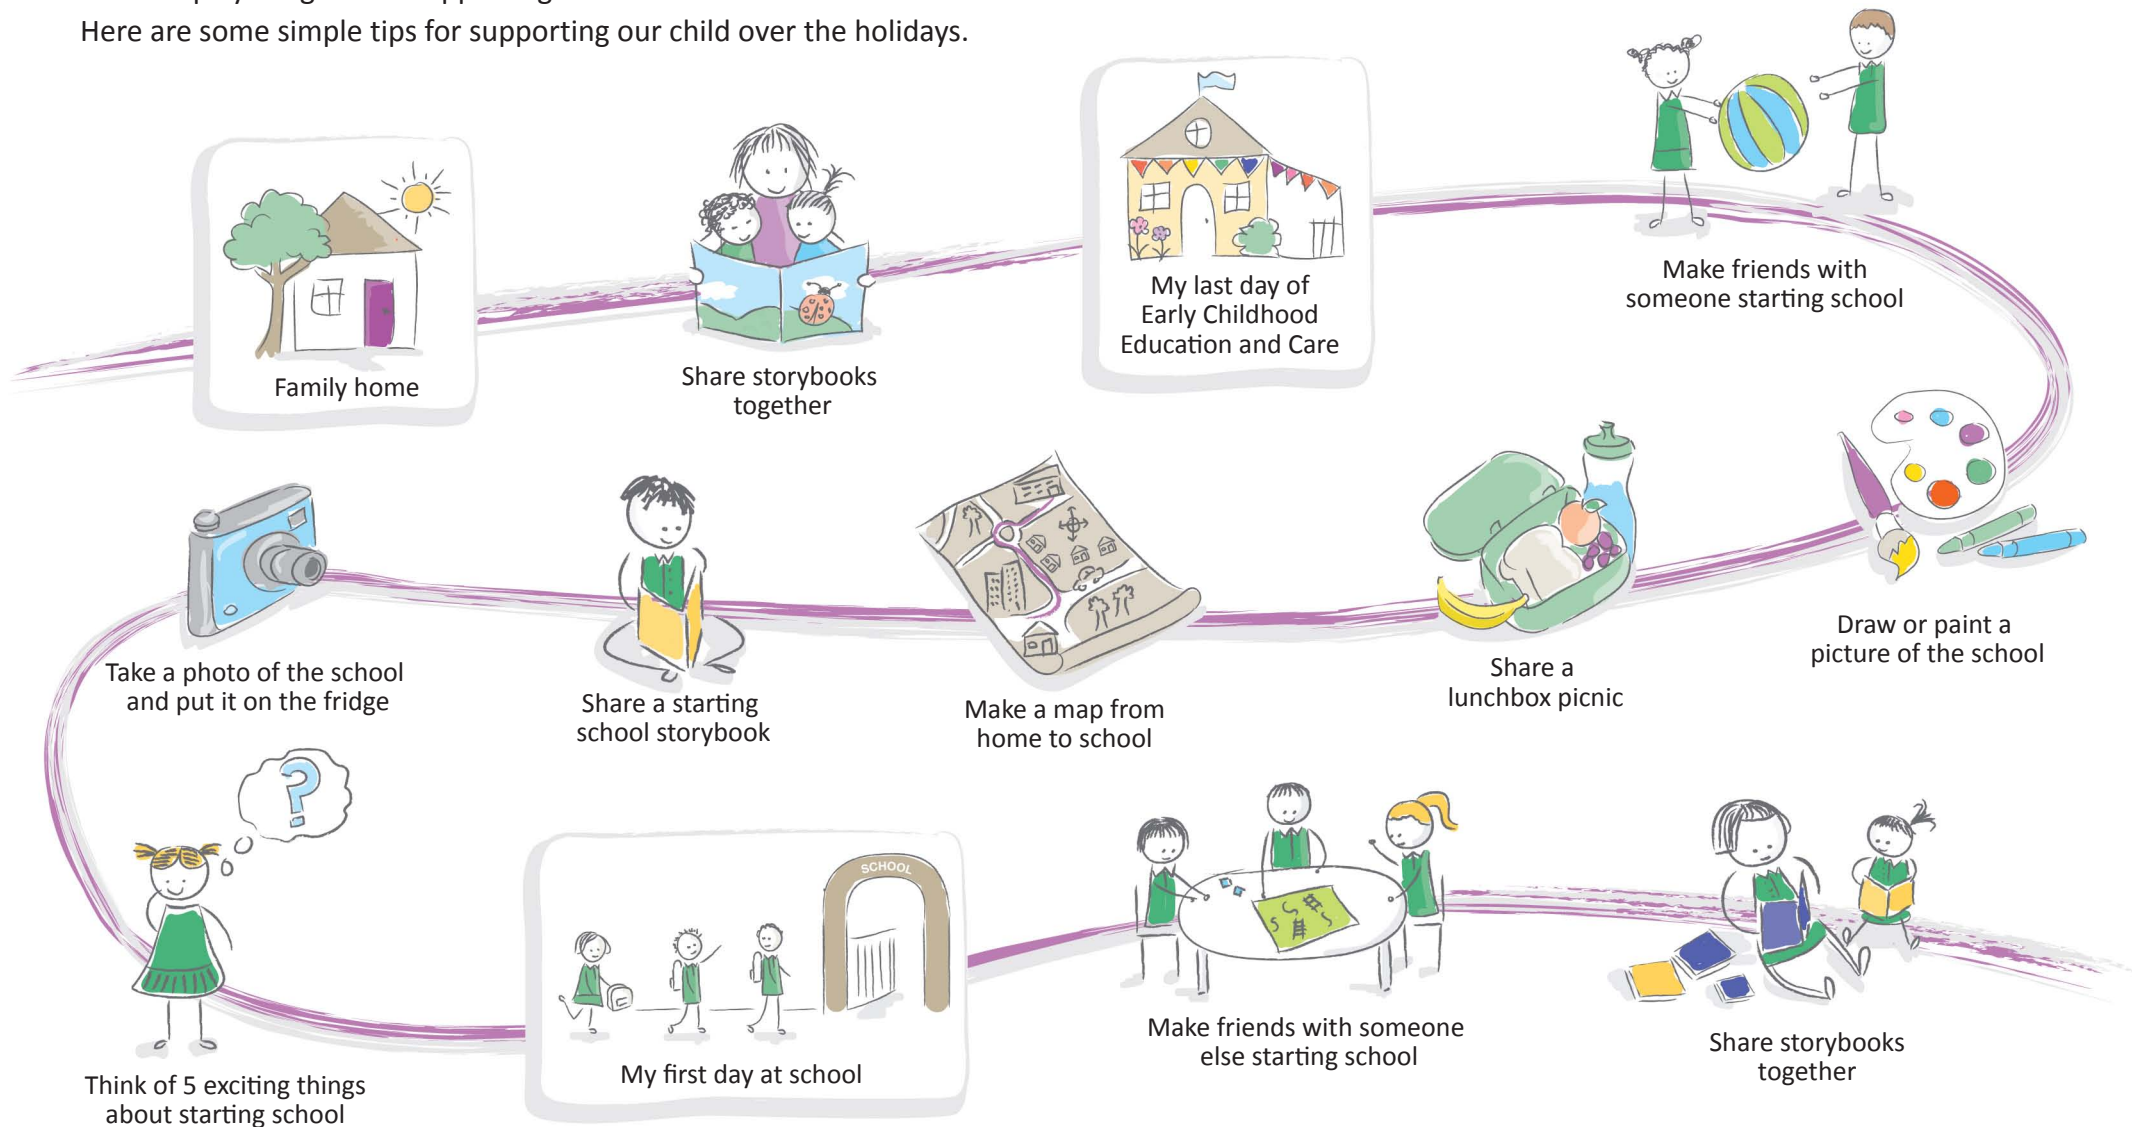 Here are some simple tips for supporting our child over the holidays.
Family home
Share storybooks
together
My last day of
Early Childhood
Education and Care
Make friends with
someone starting school
Draw or paint a
picture of the school
Share a
lunchbox picnic
Make a map from
home to school
Share a starting
school storybook
Take a photo of the school
and put it on the fridge
?
Think of 5 exciting things
about starting school
SCHOOL
My first day at school
Make friends with someone
else starting school
Share storybooks
together